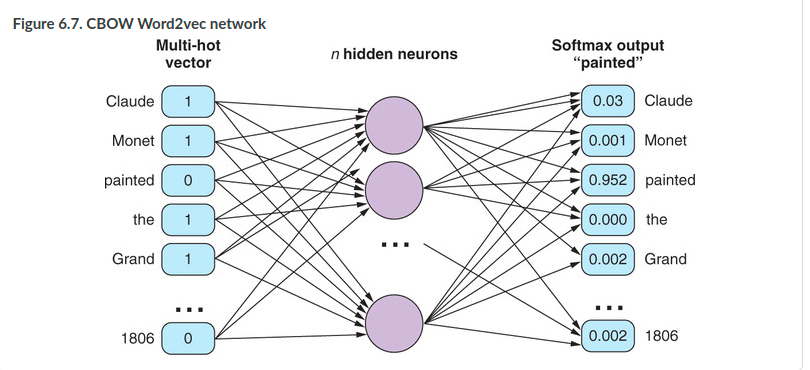 Figure 6.7. CBOW Word2vec network
Multi-hot
vector
n hidden neurons
Softmax output
“painted”
Claude 1
0.03 Claude
Monet 1
0.001 Monet
painted 0
0.952 painted
the 1
0.000 the
Grand 1
0.002 Grand
...
...
...
1806 0
0.002 1806